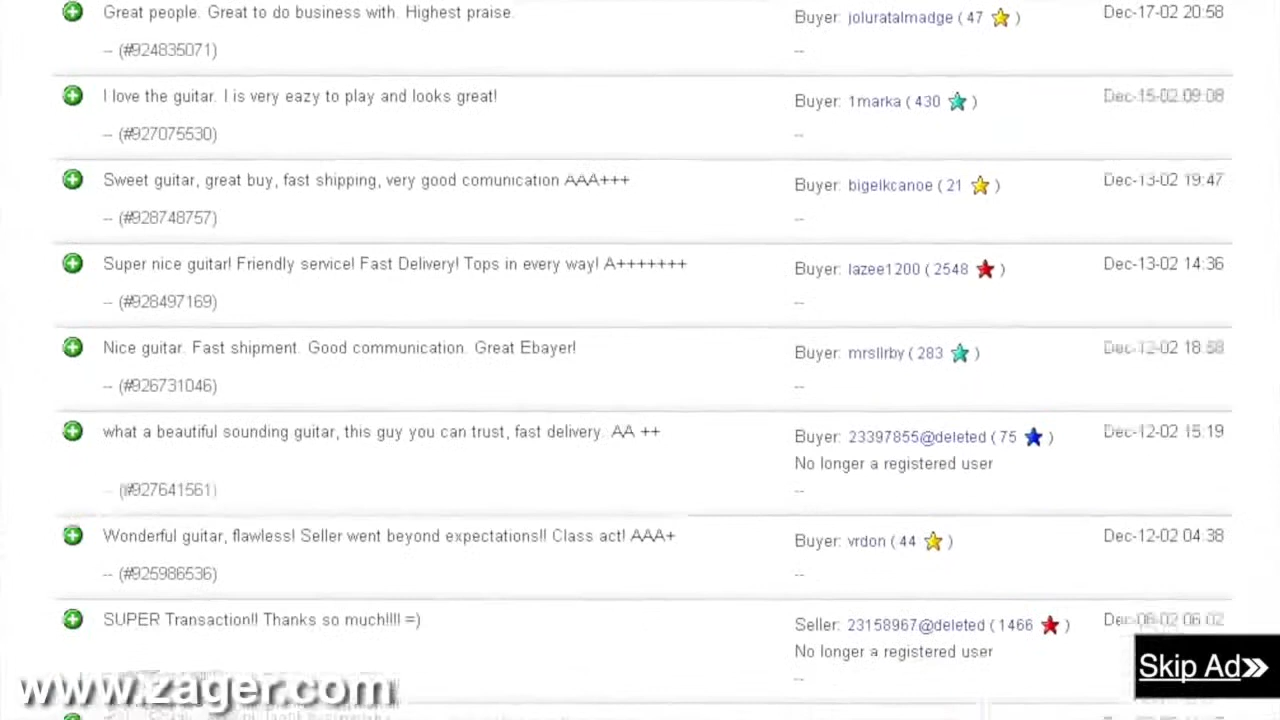 Great people. Great to do business with. Highest praise. Buyer: joluratalmadge ( 47 ) Dec-17-02 20:58
-- (#924835071) --
I love the guitar. I is very eazy to play and looks great! Buyer: 1marka ( 430 ) Dec-15-02 09:08
-- (#927075530) --
Sweet guitar, great buy, fast shipping, very good comunication AAA+++ Buyer: bigelkcanoe ( 21 ) Dec-13-02 19:47
-- (#928748757) --
Super nice guitar! Friendly service! Fast Delivery! Tops in every way! A+++++++ Buyer: lazee1200 ( 2548 ) Dec-13-02 14:36
-- (#928497169) --
Nice guitar. Fast shipment. Good communication. Great Ebayer! Buyer: mrsllrby ( 283 ) Dec-12-02 18:58
-- (#926731046) --
what a beautiful sounding guitar, this guy you can trust, fast delivery. AA ++ Buyer: 23397855@deleted ( 75 ) Dec-12-02 15:19
No longer a registered user
-- (#927641561) --
Wonderful guitar, flawless! Seller went beyond expectations!! Class act! AAA+ Buyer: vrdon ( 44 ) Dec-12-02 04:38
-- (#925986536) --
SUPER Transaction!! Thanks so much!!!! =) Seller: 23158967@deleted ( 1466 ) Dec-08-02 06:02
No longer a registered user
--
Skip Ad
www.zager.com